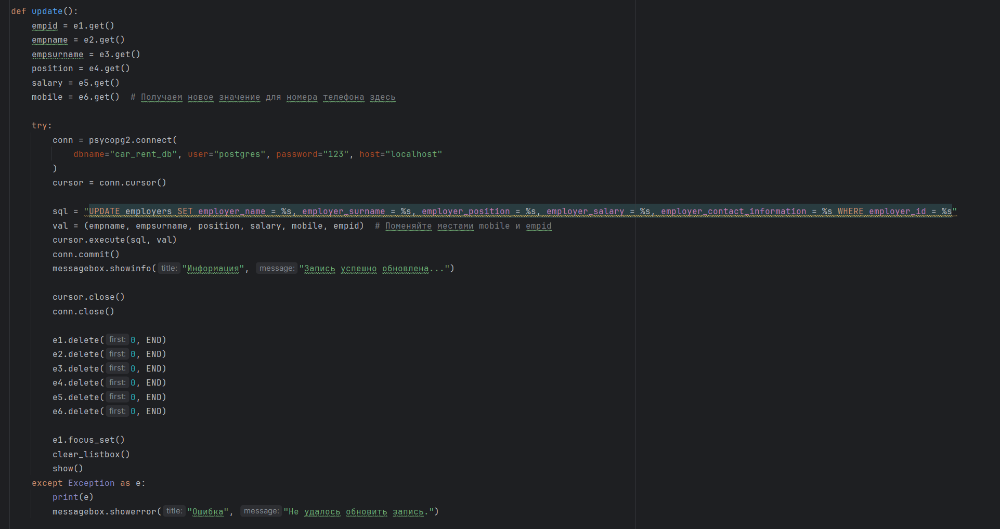 def update():
    empid = e1.get()
    empname = e2.get()
    empsurname = e3.get()
    position = e4.get()
    salary = e5.get()
    mobile = e6.get()  # Получаем новое значение для номера телефона здесь
    try:
        conn = psycopg2.connect(
            dbname="car_rent_db", user="postgres", password="123", host="localhost"
        )
        cursor = conn.cursor()
        sql = "UPDATE employers SET employer_name = %s, employer_surname = %s, employer_position = %s, employer_salary = %s, employer_contact_information = %s WHERE employer_id = %s"
        val = (empname, empsurname, position, salary, mobile, empid)  # Поменяйте местами mobile и empid
        cursor.execute(sql, val)
        conn.commit()
        messagebox.showinfo( title: "Информация",  message: "Запись успешно обновлена...")
        cursor.close()
        conn.close()
        e1.delete( first: 0, END)
        e2.delete( first: 0, END)
        e3.delete( first: 0, END)
        e4.delete( first: 0, END)
        e5.delete( first: 0, END)
        e6.delete( first: 0, END)
        e1.focus_set()
        clear_listbox()
        show()
    except Exception as e:
        print(e)
        messagebox.showerror( title: "Ошибка",  message: "Не удалось обновить запись.")